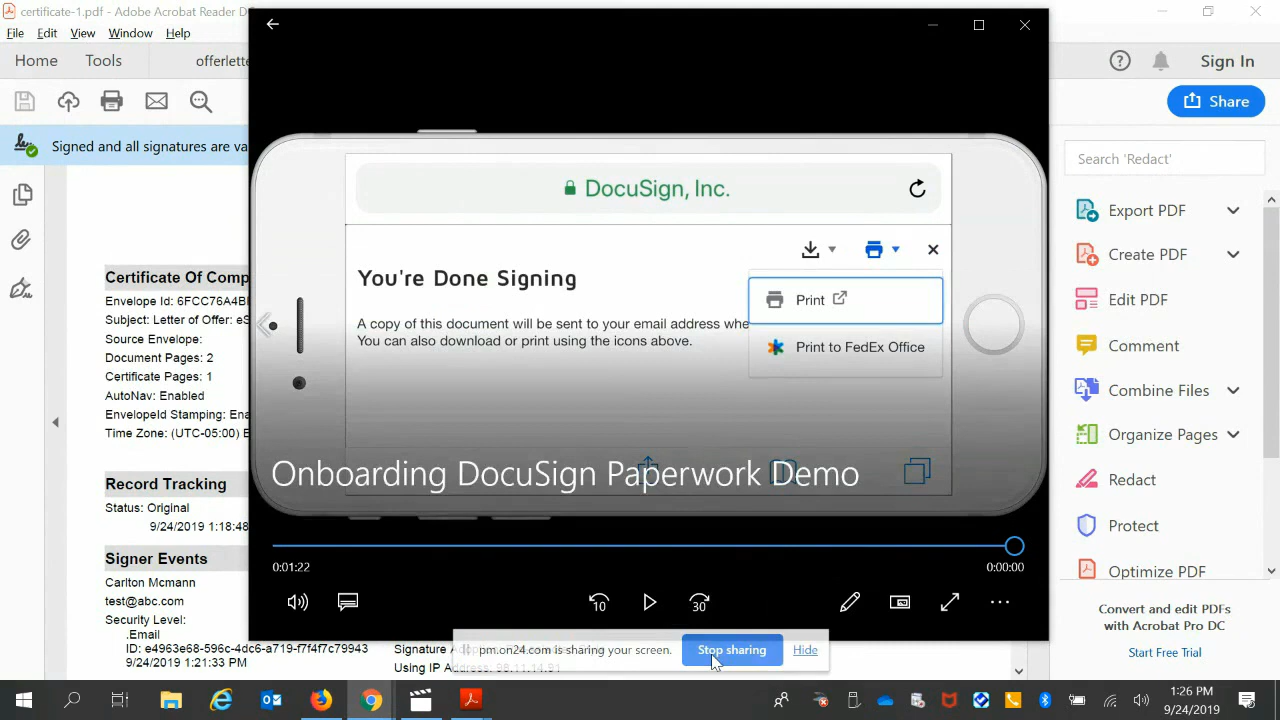 certificate-1.pdf - Adobe Acrobat Reader D
File Edit View Window Help
Home Tools offerlette
Sign In
Share
Signed and all signatures are va
Certificate Of Comp
Subject: Letter of Offer: eS
Source Envelope:
Document Pages: 2
Certificate Pages: 1
AutoNav: Enabled
EnvelopeId Stamping: Ena
Time Zone: (UTC-05:00) E
Record Tracking
Status: Original
9/24/2019 1:18:48
Signer Events
Carlton Mcmann
test@abc.com
Security Level:
.Email
ID: e4963e68-596c-4d6a-a719-f7f4f7c79943
9/24/2019 1:21:33 PM
DocuSign, Inc.
You're Done Signing
A copy of this document will be sent to your email address whe
You can also download or print using the icons above.
Print
Print to FedEx Office
Onboarding DocuSign Paperwork Demo
0:01:22
0:00:00
10
30
pm.on24.com is sharing your screen.
Stop sharing
Hide
Using IP Address: 98.11.14.91
Search 'Redact'
Export PDF
Create PDF
Edit PDF
Comment
Combine Files
Organize Pages
Redact
Protect
Optimize PDF
Convert and edit PDFs
with Acrobat Pro DC
Start Free Trial
1:26 PM
9/24/2019